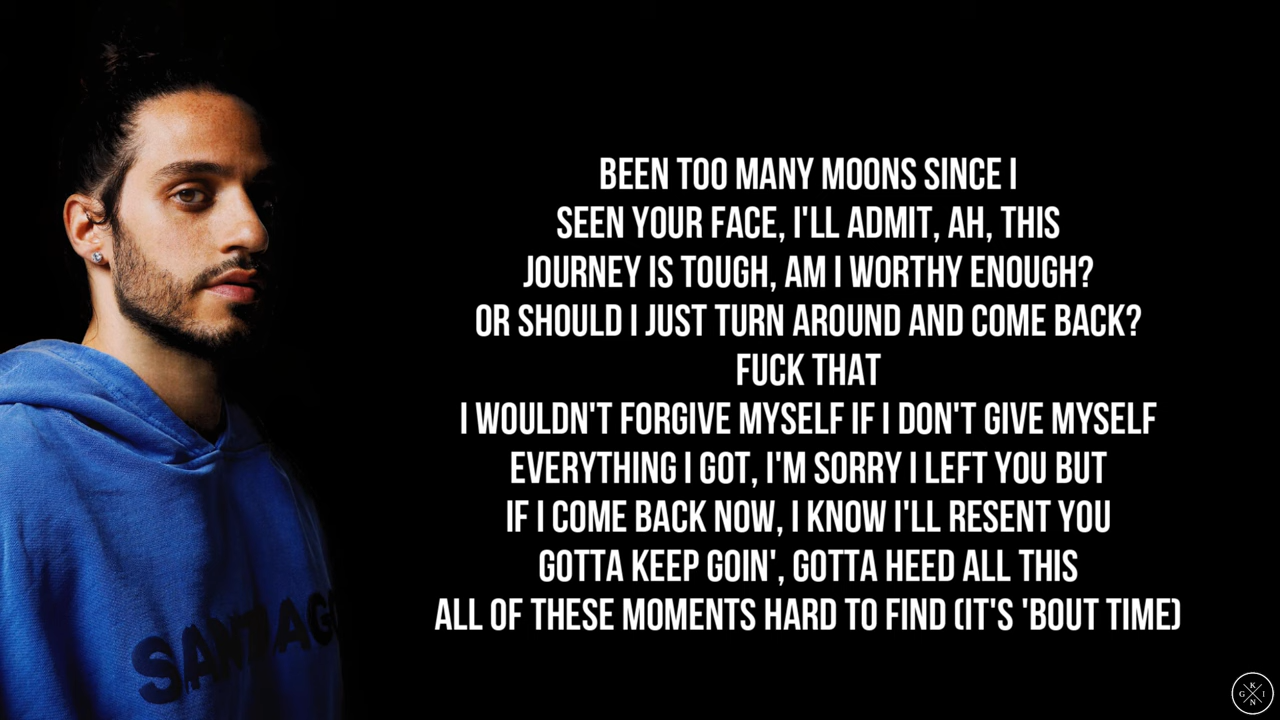 BEEN TOO MANY MOONS SINCE I
SEEN YOUR FACE, I'LL ADMIT, AH, THIS
JOURNEY IS TOUGH, AM I WORTHY ENOUGH?
OR SHOULD I JUST TURN AROUND AND COME BACK?
FUCK THAT
I WOULDN'T FORGIVE MYSELF IF I DON'T GIVE MYSELF
EVERYTHING I GOT, I'M SORRY I LEFT YOU BUT
IF I COME BACK NOW, I KNOW I'LL RESENT YOU
GOTTA KEEP GOIN', GOTTA HEED ALL THIS
ALL OF THESE MOMENTS HARD TO FIND (IT'S 'BOUT TIME)
SANTIAGO
K
G I
N